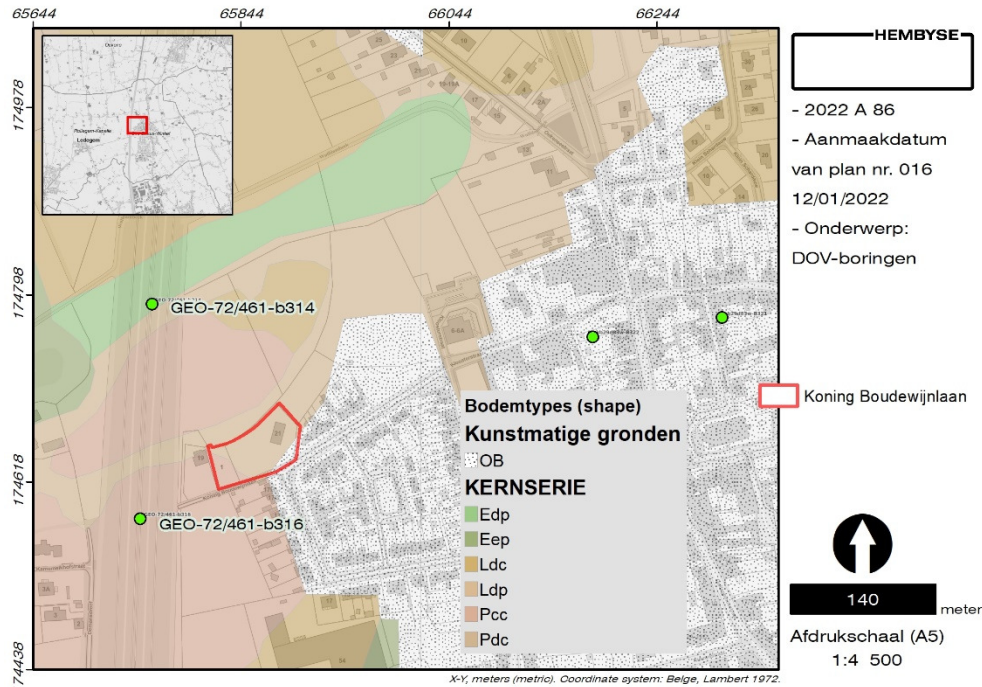 65644
65844
66044
66244
174978
174798
174618
74438
Ledegem
GEO-72/461-b314
GEO-72/461-b316
Bodemtypes (shape)
Kunstmatige gronden
OB
KERNSERIE
Edp
Eep
Ldc
Ldp
Pcc
Pdc
X-Y, meters (metric). Coordinate system: Belge, Lambert 1972.
HEMBYSE
- 2022 A 86
- Aanmaakdatum
van plan nr. 016
12/01/2022
- Onderwerp:
DOV-boringen
Koning Boudewijnlaan
140
meter
Afdrukschaal (A5)
1:4 500